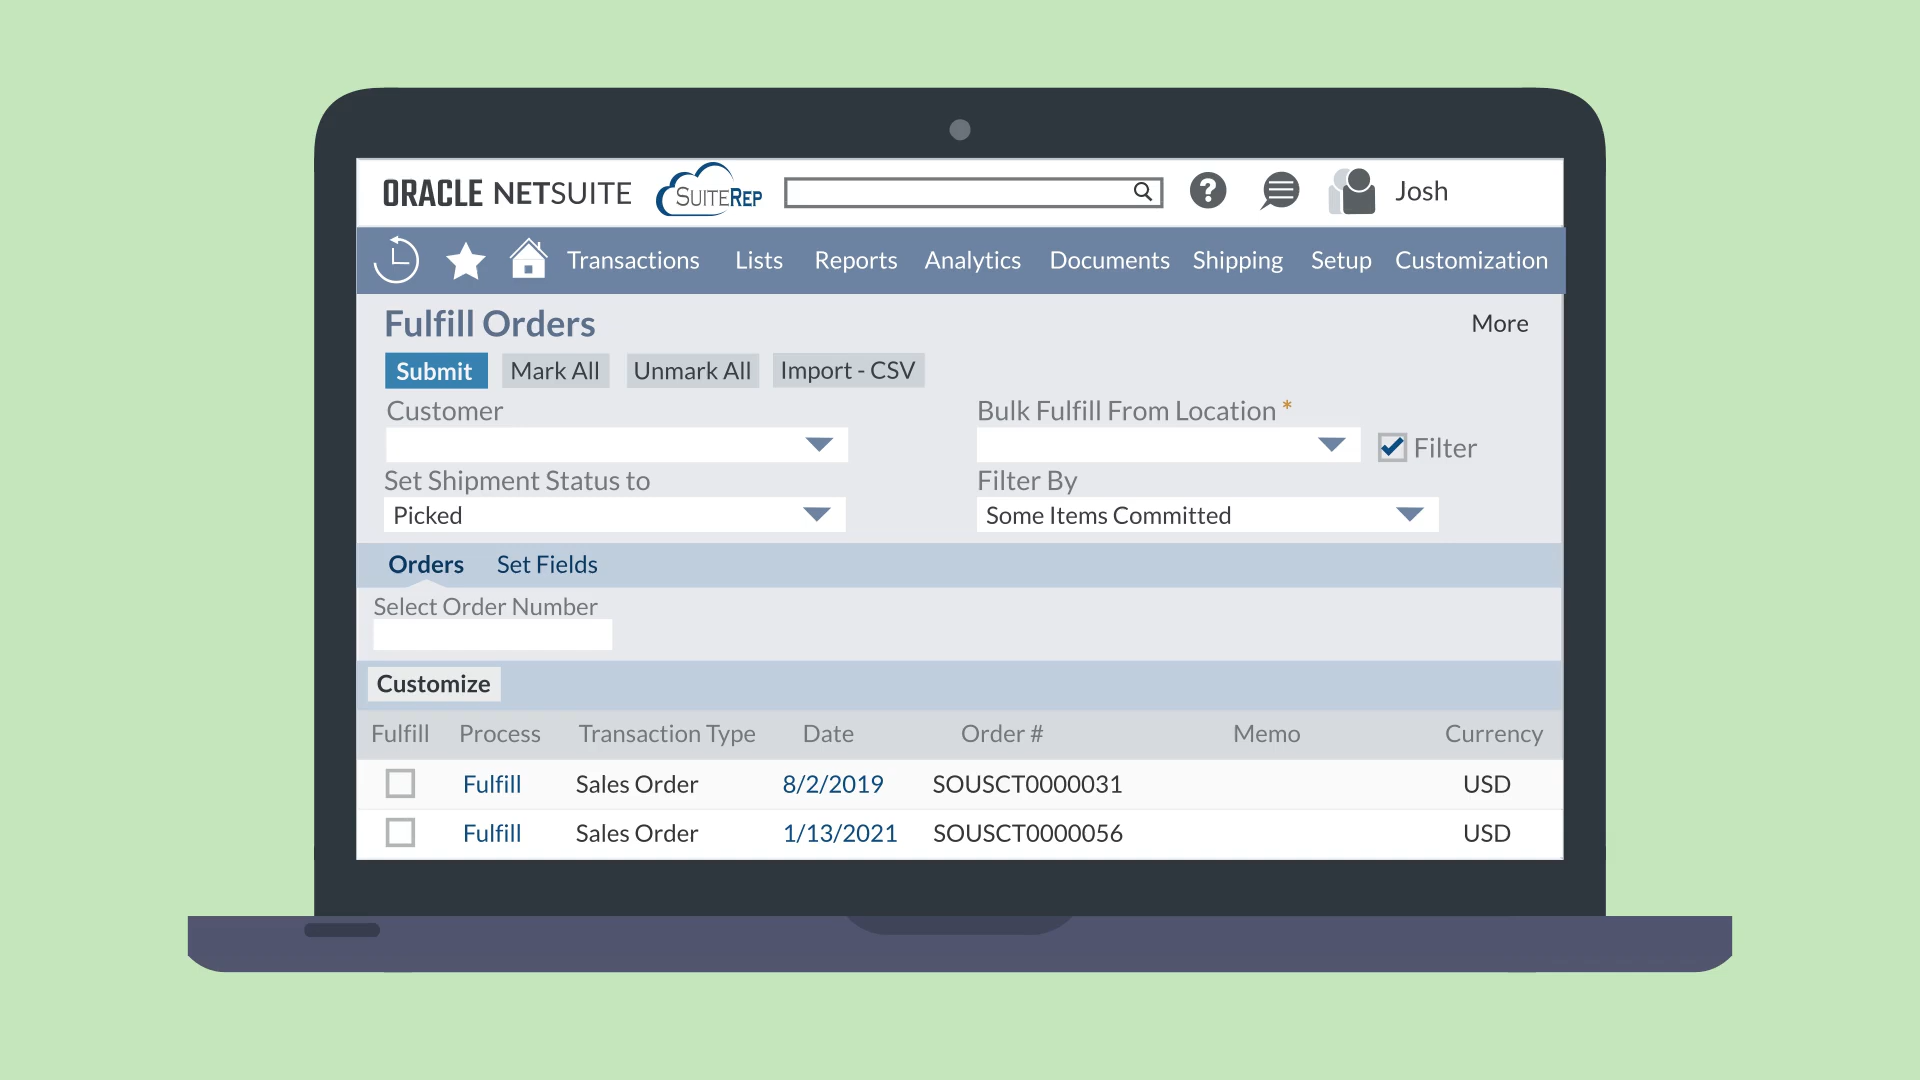 ORACLE NETSUITE SUITEREP ? Josh
Transactions Lists Reports Analytics Documents Shipping Setup Customization
Fulfill Orders More
Submit Mark All Unmark All Import - CSV
Customer Bulk Fulfill From Location *
Filter
Set Shipment Status to Filter By
Picked Some Items Committed
Orders Set Fields
Select Order Number
Customize
Fulfill Process Transaction Type Date Order # Memo Currency
Fulfill Sales Order 8/2/2019 SOUSCT0000031 USD
Fulfill Sales Order 1/13/2021 SOUSCT0000056 USD